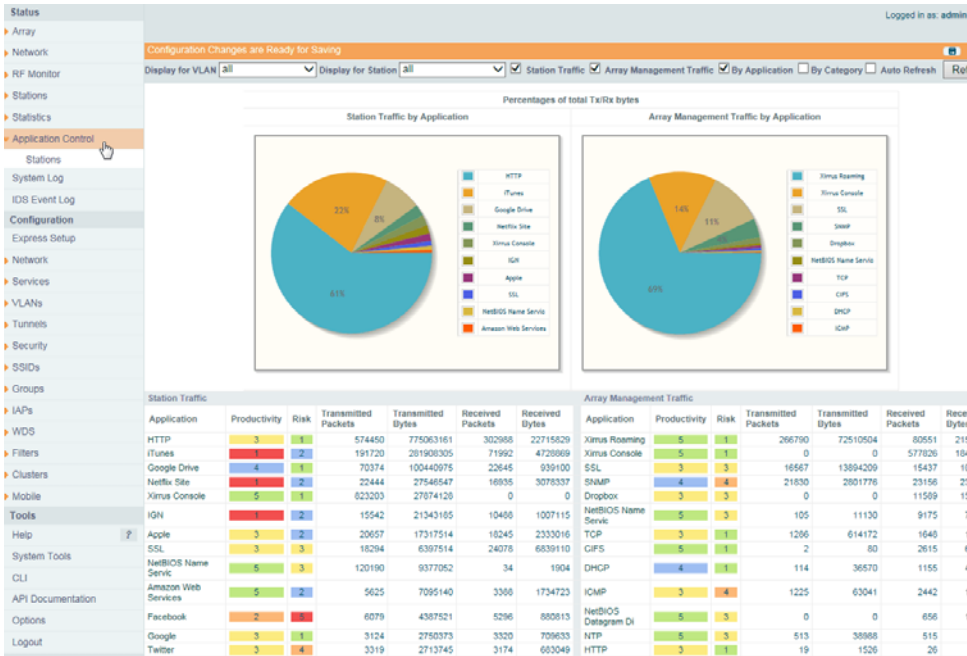 Status
Array
Network
RF Monitor
Stations
Statistics
Application Control
Stations
System Log
IDS Event Log
Configuration
Express Setup
Network
Services
VLANs
Tunnels
Security
SSIDs
Groups
IAPs
WDS
Filters
Clusters
Mobile
Tools
Help ?
System Tools
CLI
API Documentation
Options
Logout
Logged in as: admin
Configuration Changes are Ready for Saving
Display for VLAN all Display for Station all Station Traffic Array Management Traffic By Application By Category Auto Refresh
Percentages of total Tx/Rx bytes
Station Traffic by Application
61%
22%
8%
HTTP
iTunes
Google Drive
Netflix Site
Xirrus Console
IGN
Apple
SSL
NetBIOS Name Servic
Amazon Web Services
Array Management Traffic by Application
69%
14%
11%
Xirrus Roaming
Xirrus Console
SSL
SNMP
Dropbox
NetBIOS Name Servic
TCP
CIFS
DHCP
ICMP
Station Traffic
Application Productivity Risk Transmitted Packets Transmitted Bytes Received Packets Received Bytes
HTTP 3 1 574450 775063161 302988 22715829
iTunes 1 2 191720 281908305 71992 4728869
Google Drive 4 1 70374 100440975 22645 939100
Netflix Site 1 2 22444 27546547 16935 3078337
Xirrus Console 5 1 823203 27874128 0 0
IGN 1 2 15542 21343185 10488 1007115
Apple 3 2 20657 17317514 18245 2333016
SSL 3 3 18294 6397514 24078 6839110
NetBIOS Name Servic 5 3 120190 9377052 34 1904
Amazon Web Services 5 2 5625 7095140 3388 1734723
Facebook 2 5 6079 4387521 5296 880813
Google 3 1 3124 2750373 3320 709633
Twitter 3 4 3319 2713745 3174 683049
Array Management Traffic
Application Productivity Risk Transmitted Packets Transmitted Bytes Received Packets
Xirrus Roaming 5 1 266790 72510504 80551
Xirrus Console 5 1 0 0 577826
SSL 3 3 16567 13894209 15437
SNMP 4 4 21830 2801776 23156
Dropbox 3 3 0 0 11589
NetBIOS Name Servic 5 3 105 11130 9175
TCP 3 1 1266 614172 1646
CIFS 5 1 2 80 2615
DHCP 4 1 114 36570 1155
ICMP 3 4 1225 63041 2442
NetBIOS Datagram Di 5 3 0 0 656
NTP 5 3 513 38988 515
HTTP 3 1 19 1526 26